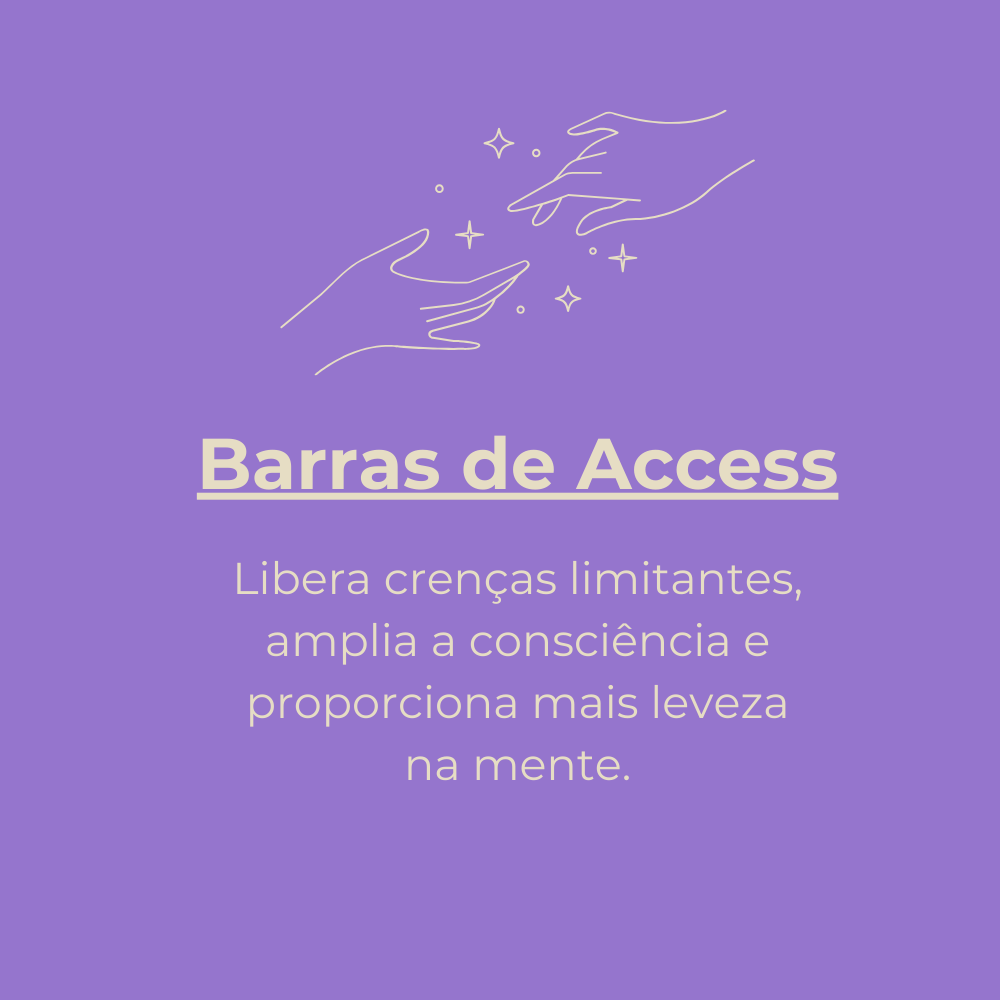 Barras de Access
Libera crenças limitantes,
amplia a consciência e
proporciona mais leveza
na mente.